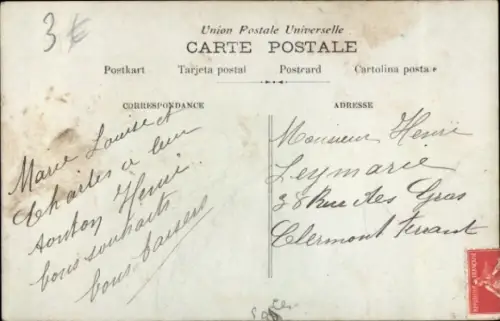 3 €
Union Postale Universelle
CARTE POSTALE
Postkart Tarjeta postal Postcard Cartolina postale
CORRESPONDANCE
ADRESSE
Marie Louise et
Charles a leur
tonton Henri
bons souhaits
bons baisers
Monsieur Henri
Leymarie
38 Rue des Gras
Clermont Ferrant